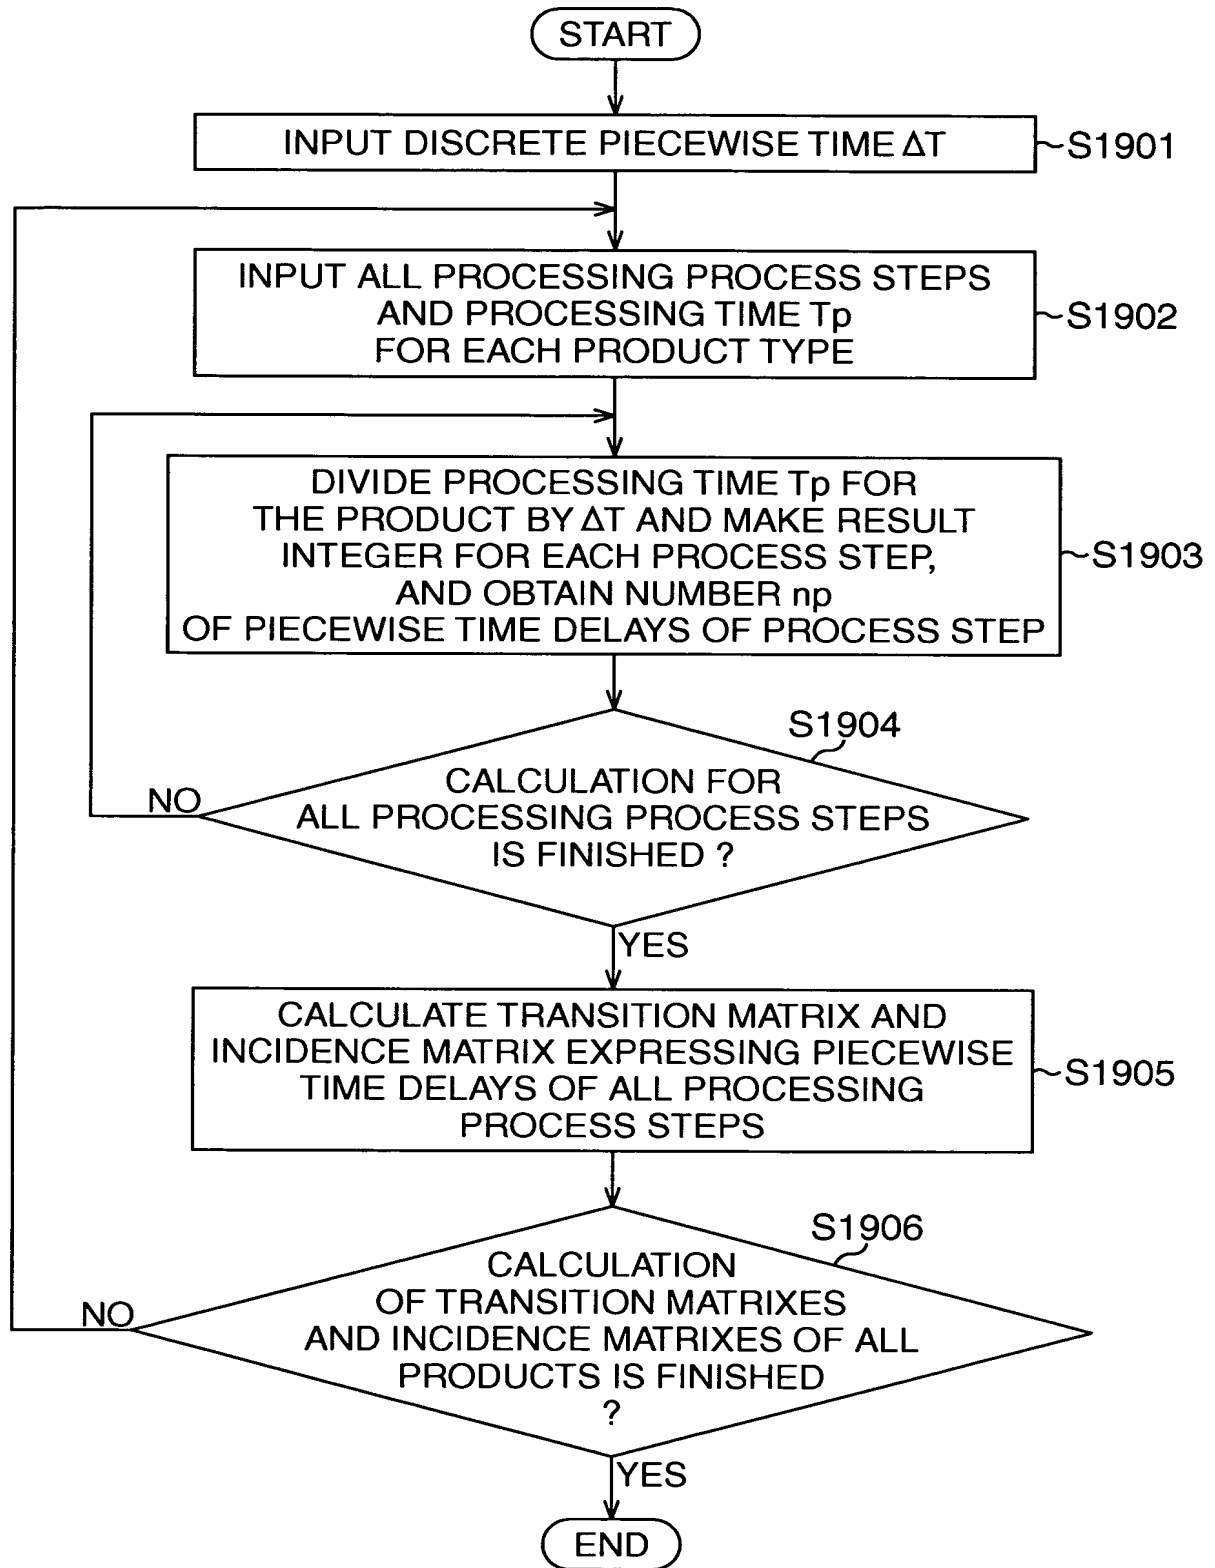 START
INPUT DISCRETE PIECEWISE TIME ΔT
S1901
INPUT ALL PROCESSING PROCESS STEPS
AND PROCESSING TIME Tp
FOR EACH PRODUCT TYPE
S1902
DIVIDE PROCESSING TIME Tp FOR
THE PRODUCT BY ΔT AND MAKE RESULT
INTEGER FOR EACH PROCESS STEP,
AND OBTAIN NUMBER np
OF PIECEWISE TIME DELAYS OF PROCESS STEP
S1903
S1904
CALCULATION FOR
ALL PROCESSING PROCESS STEPS
IS FINISHED ?
NO
YES
CALCULATE TRANSITION MATRIX AND
INCIDENCE MATRIX EXPRESSING PIECEWISE
TIME DELAYS OF ALL PROCESSING
PROCESS STEPS
S1905
S1906
CALCULATION
OF TRANSITION MATRIXES
AND INCIDENCE MATRIXES OF ALL
PRODUCTS IS FINISHED
?
NO
YES
END